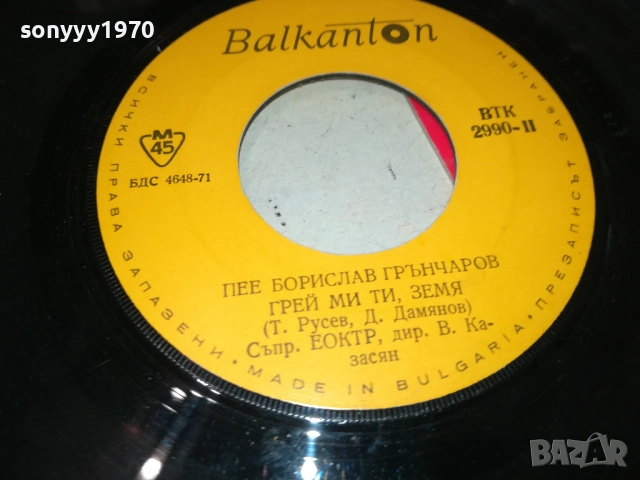 sonyyy1970
Balkanton
ВТК
2990-II
M
45
БДС 4648-71
ПЕЕ БОРИСЛАВ ГРЪНЧАРОВ
ГРЕЙ МИ ТИ, ЗЕМЯ
(Т. Русев, Д. Дамянов)
Съпр. ЕОКТР, дир. В. Ка-
засян
ВСИЧКИ ПРАВА ЗАПАЗЕНИ. MADE IN BULGARIA. ПРЕЗАПИСЪТ ЗАБРАНЕН
BAZAR